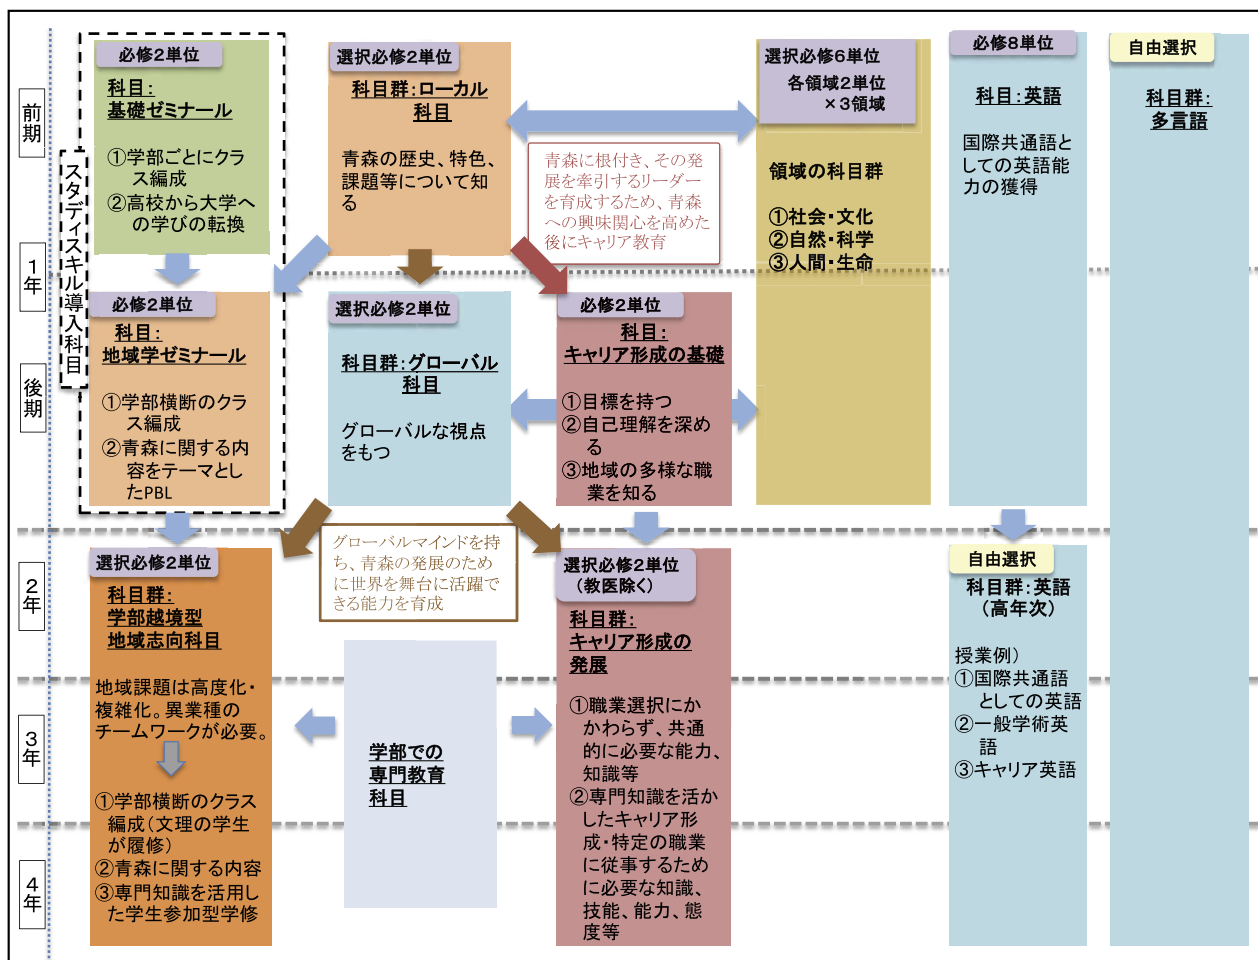 前期
1年
後期
2年
3年
4年
スタディスキル導入科目
必修2単位
科目：
基礎ゼミナール
①学部ごとにクラ
ス編成
②高校から大学へ
の学びの転換
選択必修2単位
科目群：ローカル
科目
青森の歴史、特色、
課題等について知
る
青森に根付き、その発
展を牽引するリーダー
を育成するため、青森
への興味関心を高めた
後にキャリア教育
選択必修6単位
各領域2単位
×3領域
領域の科目群
①社会・文化
②自然・科学
③人間・生命
必修8単位
科目：英語
国際共通語と
しての英語能
力の獲得
自由選択
科目群：
多言語
必修2単位
科目：
地域学ゼミナール
①学部横断のクラ
ス編成
②青森に関する内
容をテーマとし
たPBL
選択必修2単位
科目群：グローバル
科目
グローバルな視点
をもつ
必修2単位
科目：
キャリア形成の基礎
①目標を持つ
②自己理解を深め
る
③地域の多様な職
業を知る
グローバルマインドを持
ち、青森の発展のため
に世界を舞台に活躍で
きる能力を育成
選択必修2単位
科目群：
学部越境型
地域志向科目
地域課題は高度化・
複雑化。異業種の
チームワークが必要。
①学部横断のクラス
編成（文理の学生
が履修）
②青森に関する内容
③専門知識を活用し
た学生参加型学修
学部での
専門教育
科目
選択必修2単位
（教医除く）
科目群：
キャリア形成の
発展
①職業選択にか
かわらず、共通
的に必要な能力、
知識等
②専門知識を活か
したキャリア形
成・特定の職業
に従事するため
に必要な知識、
技能、能力、態
度等
自由選択
科目群：英語
（高年次）
授業例）
①国際共通語
としての英語
②一般学術英
語
③キャリア英語